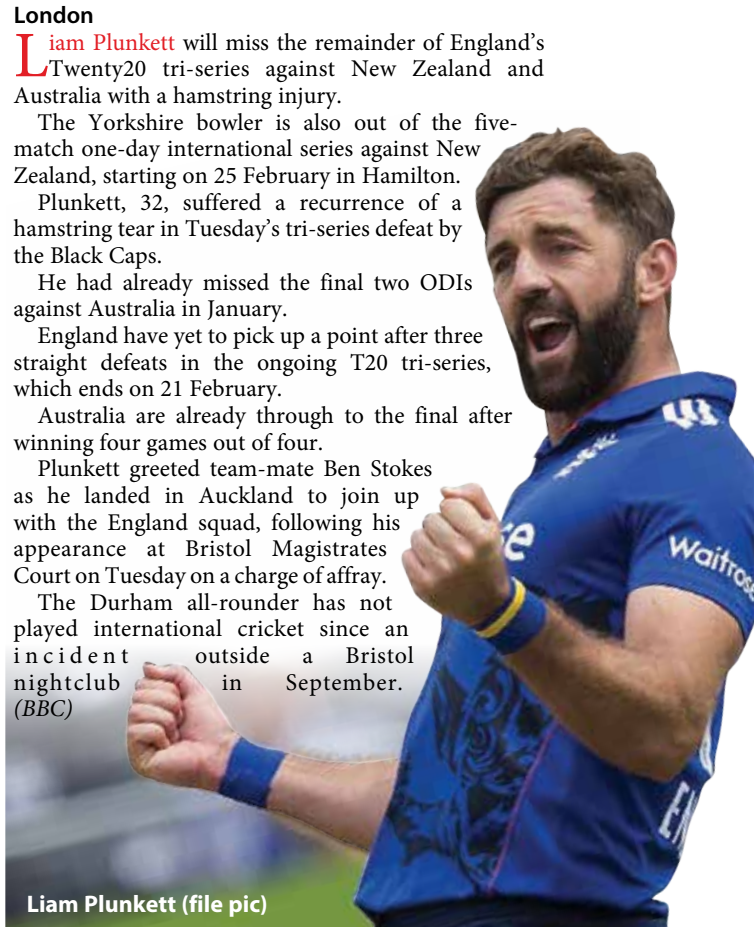 London
Liam Plunkett will miss the remainder of England's
Twenty20 tri-series against New Zealand and
Australia with a hamstring injury.
The Yorkshire bowler is also out of the five-
match one-day international series against New
Zealand, starting on 25 February in Hamilton.
Plunkett, 32, suffered a recurrence of a
hamstring tear in Tuesday's tri-series defeat by
the Black Caps.
He had already missed the final two ODIs
against Australia in January.
England have yet to pick up a point after three
straight defeats in the ongoing T20 tri-series,
which ends on 21 February.
Australia are already through to the final after
winning four games out of four.
Plunkett greeted team-mate Ben Stokes
as he landed in Auckland to join up
with the England squad, following his
appearance at Bristol Magistrates
Court on Tuesday on a charge of affray.
The Durham all-rounder has not
played international cricket since an
incident outside a Bristol
nightclub in September.
(BBC)
Waitrose
Liam Plunkett (file pic)